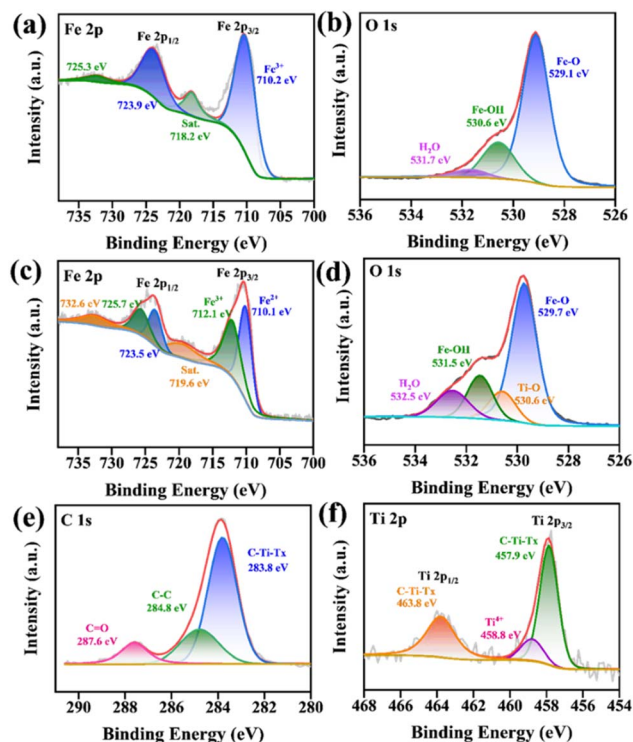 (a) Fe 2p
Fe 2p1/2
Fe 2p3/2
725.3 eV
723.9 eV
Sat.
718.2 eV
Fe3+
710.2 eV
Intensity (a.u.)
735 730 725 720 715 710 705 700
Binding Energy (eV)
(b) O 1s
Fe-O
529.1 eV
Fe-OH
530.6 eV
H2O
531.7 eV
Intensity (a.u.)
536 534 532 530 528 526
Binding Energy (eV)
(c) Fe 2p
Fe 2p1/2
Fe 2p3/2
732.6 eV
725.7 eV
723.5 eV
Sat.
719.6 eV
Fe3+
712.1 eV
Fe2+
710.1 eV
Intensity (a.u.)
735 730 725 720 715 710 705 700
Binding Energy (eV)
(d) O 1s
Fe-O
529.7 eV
Fe-OH
531.5 eV
H2O
532.5 eV
Ti-O
530.6 eV
Intensity (a.u.)
536 534 532 530 528 526
Binding Energy (eV)
(e) C 1s
C-Ti-Tx
283.8 eV
C-C
284.8 eV
C=O
287.6 eV
Intensity (a.u.)
290 288 286 284 282 280
Binding Energy (eV)
(f) Ti 2p
Ti 2p3/2
C-Ti-Tx
457.9 eV
Ti 2p1/2
C-Ti-Tx
463.8 eV
Ti4+
458.8 eV
Intensity (a.u.)
468 466 464 462 460 458 456 454
Binding Energy (eV)